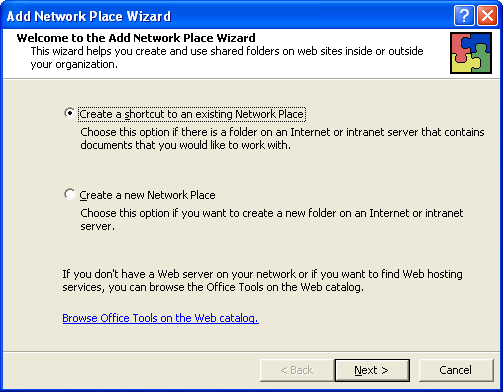 Add Network Place Wizard
Welcome to the Add Network Place Wizard
This wizard helps you create and use shared folders on web sites inside or outside
your organization.
Create a shortcut to an existing Network Place
Choose this option if there is a folder on an Internet or intranet server that contains
documents that you would like to work with.
Create a new Network Place
Choose this option if you want to create a new folder on an Internet or intranet
server.
If you don't have a Web server on your network or if you want to find Web hosting
services, you can browse the Office Tools on the Web catalog.
Browse Office Tools on the Web catalog.
< Back Next > Cancel